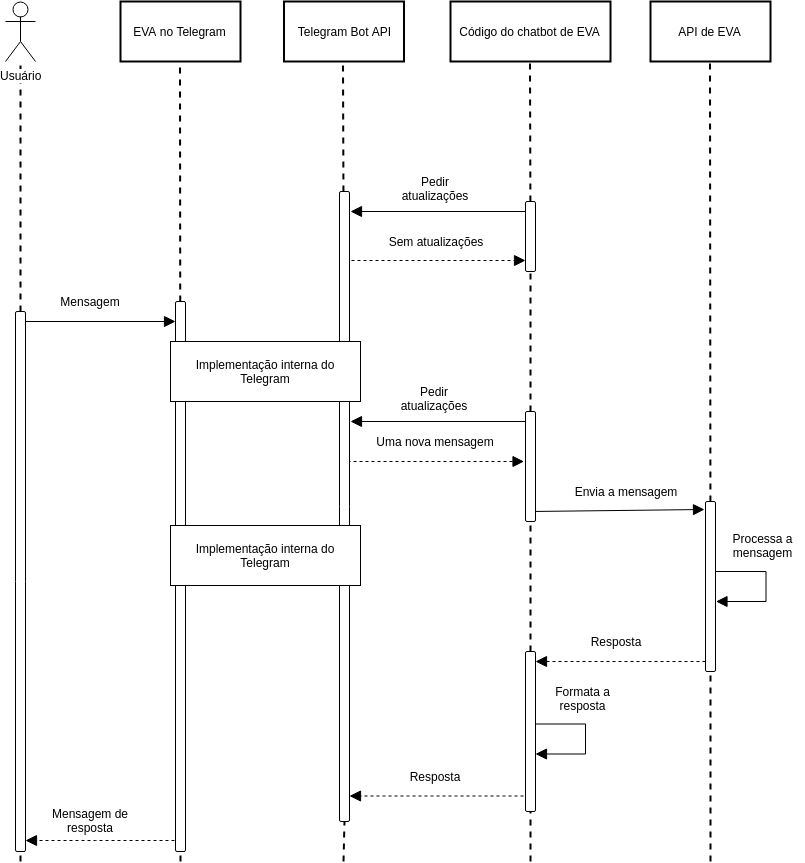 Usuário
EVA no Telegram
Telegram Bot API
Código do chatbot de EVA
API de EVA
Pedir
atualizações
Sem atualizações
Mensagem
Implementação interna do
Telegram
Pedir
atualizações
Uma nova mensagem
Envia a mensagem
Processa a
mensagem
Implementação interna do
Telegram
Resposta
Formata a
resposta
Resposta
Mensagem de
resposta